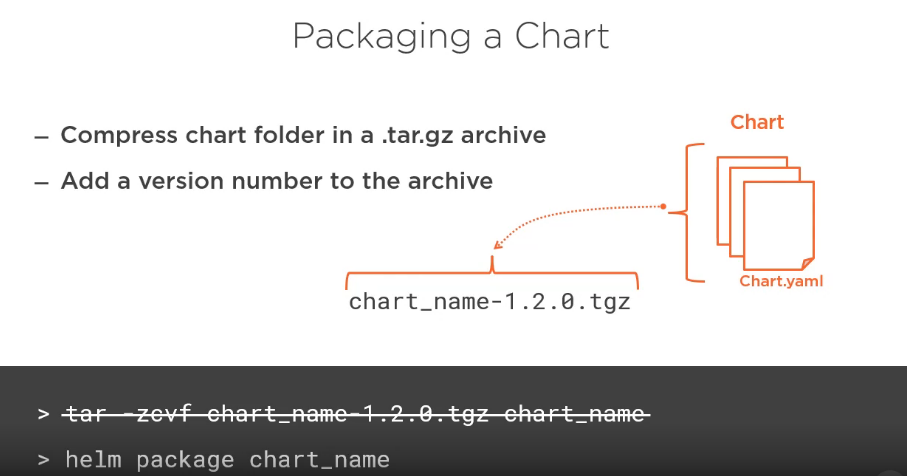 Packaging a Chart
– Compress chart folder in a .tar.gz archive
– Add a version number to the archive
Chart
Chart.yaml
chart_name-1.2.0.tgz
> tar -zcvf chart_name-1.2.0.tgz chart_name
> helm package chart_name